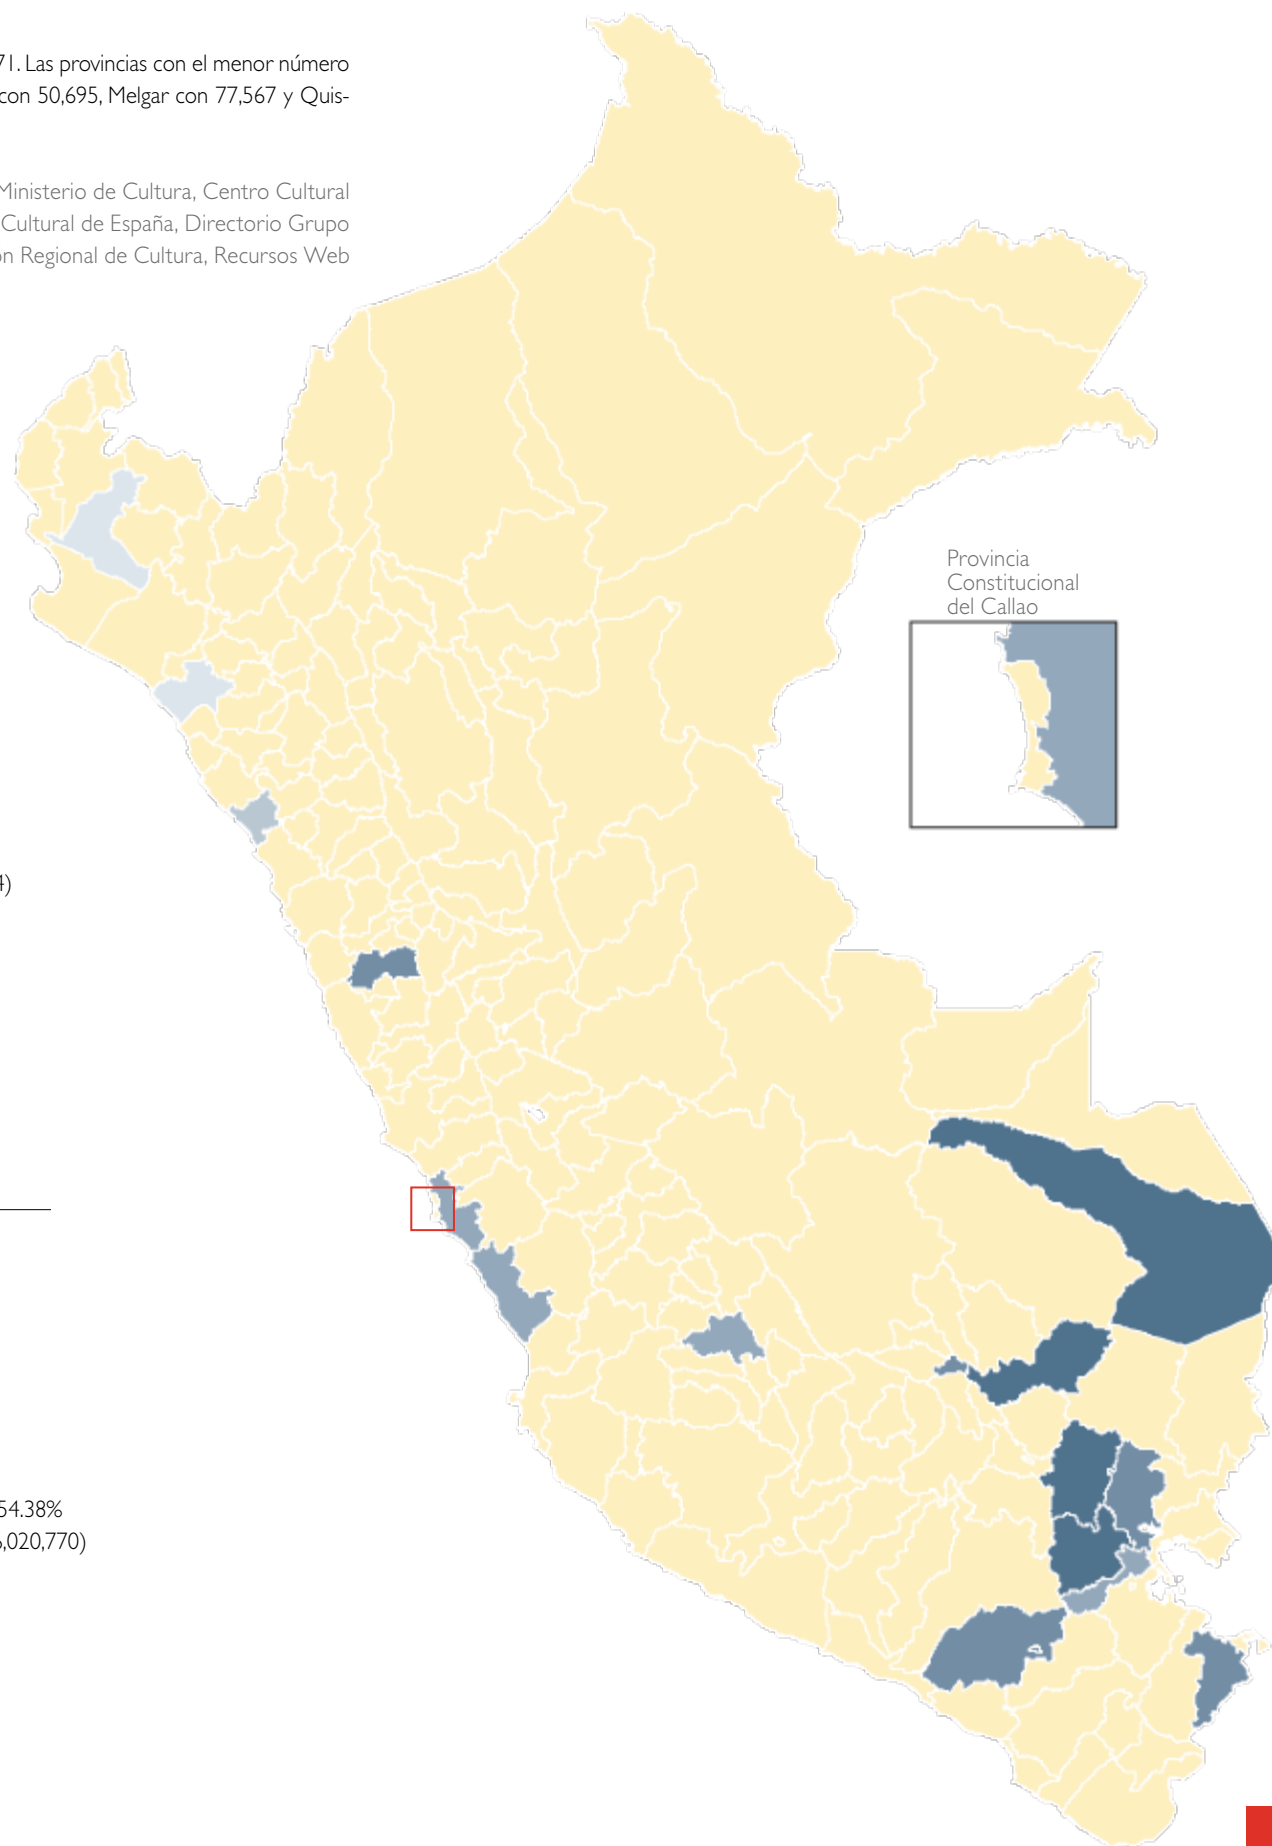 71. Las provincias con el menor número
con 50,695, Melgar con 77,567 y Quis-
Ministerio de Cultura, Centro Cultural
Cultural de España, Directorio Grupo
n Regional de Cultura, Recursos Web
Provincia
Constitucional
del Callao
4)
54.38%
,020,770)